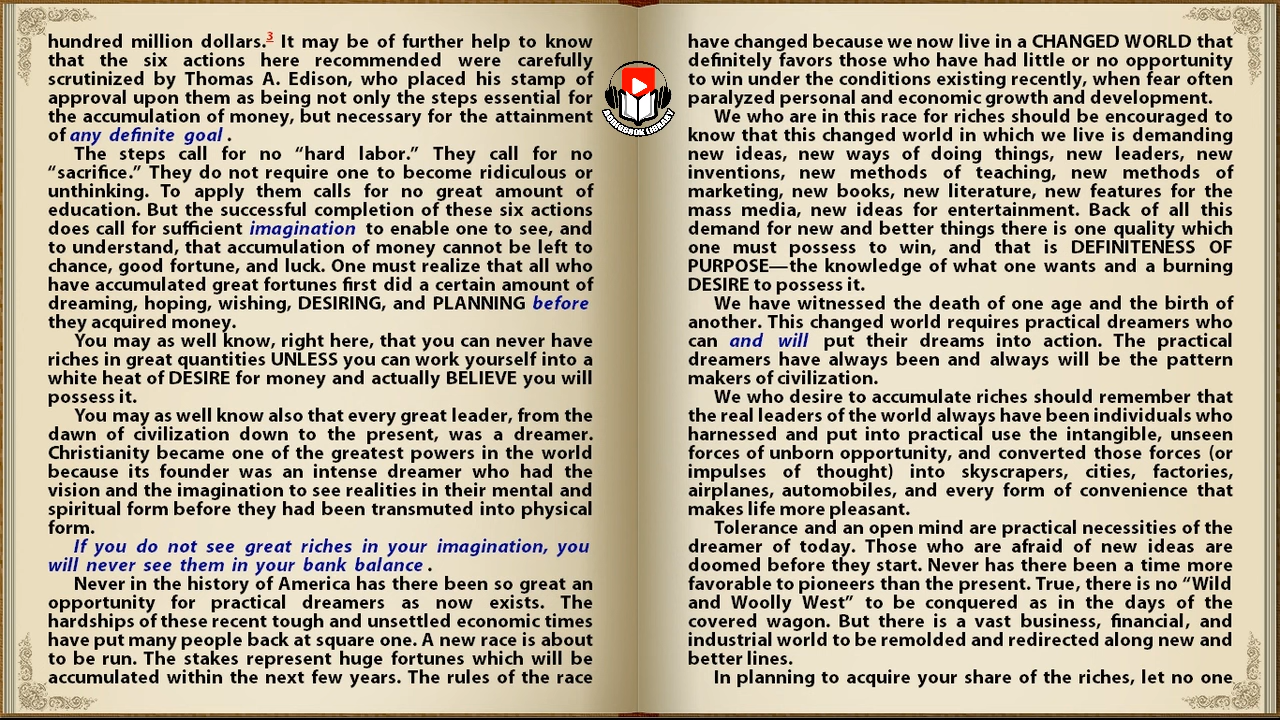 hundred million dollars.3 It may be of further help to know
that the six actions here recommended were carefully
scrutinized by Thomas A. Edison, who placed his stamp of
approval upon them as being not only the steps essential for
the accumulation of money, but necessary for the attainment
of any definite goal .
The steps call for no “hard labor.” They call for no
“sacrifice.” They do not require one to become ridiculous or
unthinking. To apply them calls for no great amount of
education. But the successful completion of these six actions
does call for sufficient imagination to enable one to see, and
to understand, that accumulation of money cannot be left to
chance, good fortune, and luck. One must realize that all who
have accumulated great fortunes first did a certain amount of
dreaming, hoping, wishing, DESIRING, and PLANNING before
they acquired money.
You may as well know, right here, that you can never have
riches in great quantities UNLESS you can work yourself into a
white heat of DESIRE for money and actually BELIEVE you will
possess it.
You may as well know also that every great leader, from the
dawn of civilization down to the present, was a dreamer.
Christianity became one of the greatest powers in the world
because its founder was an intense dreamer who had the
vision and the imagination to see realities in their mental and
spiritual form before they had been transmuted into physical
form.
If you do not see great riches in your imagination, you
will never see them in your bank balance .
Never in the history of America has there been so great an
opportunity for practical dreamers as now exists. The
hardships of these recent tough and unsettled economic times
have put many people back at square one. A new race is about
to be run. The stakes represent huge fortunes which will be
accumulated within the next few years. The rules of the race
AUDIOBOOK LIBRARY
have changed because we now live in a CHANGED WORLD that
definitely favors those who have had little or no opportunity
to win under the conditions existing recently, when fear often
paralyzed personal and economic growth and development.
We who are in this race for riches should be encouraged to
know that this changed world in which we live is demanding
new ideas, new ways of doing things, new leaders, new
inventions, new methods of teaching, new methods of
marketing, new books, new literature, new features for the
mass media, new ideas for entertainment. Back of all this
demand for new and better things there is one quality which
one must possess to win, and that is DEFINITENESS OF
PURPOSE—the knowledge of what one wants and a burning
DESIRE to possess it.
We have witnessed the death of one age and the birth of
another. This changed world requires practical dreamers who
can and will put their dreams into action. The practical
dreamers have always been and always will be the pattern
makers of civilization.
We who desire to accumulate riches should remember that
the real leaders of the world always have been individuals who
harnessed and put into practical use the intangible, unseen
forces of unborn opportunity, and converted those forces (or
impulses of thought) into skyscrapers, cities, factories,
airplanes, automobiles, and every form of convenience that
makes life more pleasant.
Tolerance and an open mind are practical necessities of the
dreamer of today. Those who are afraid of new ideas are
doomed before they start. Never has there been a time more
favorable to pioneers than the present. True, there is no “Wild
and Woolly West” to be conquered as in the days of the
covered wagon. But there is a vast business, financial, and
industrial world to be remolded and redirected along new and
better lines.
In planning to acquire your share of the riches, let no one